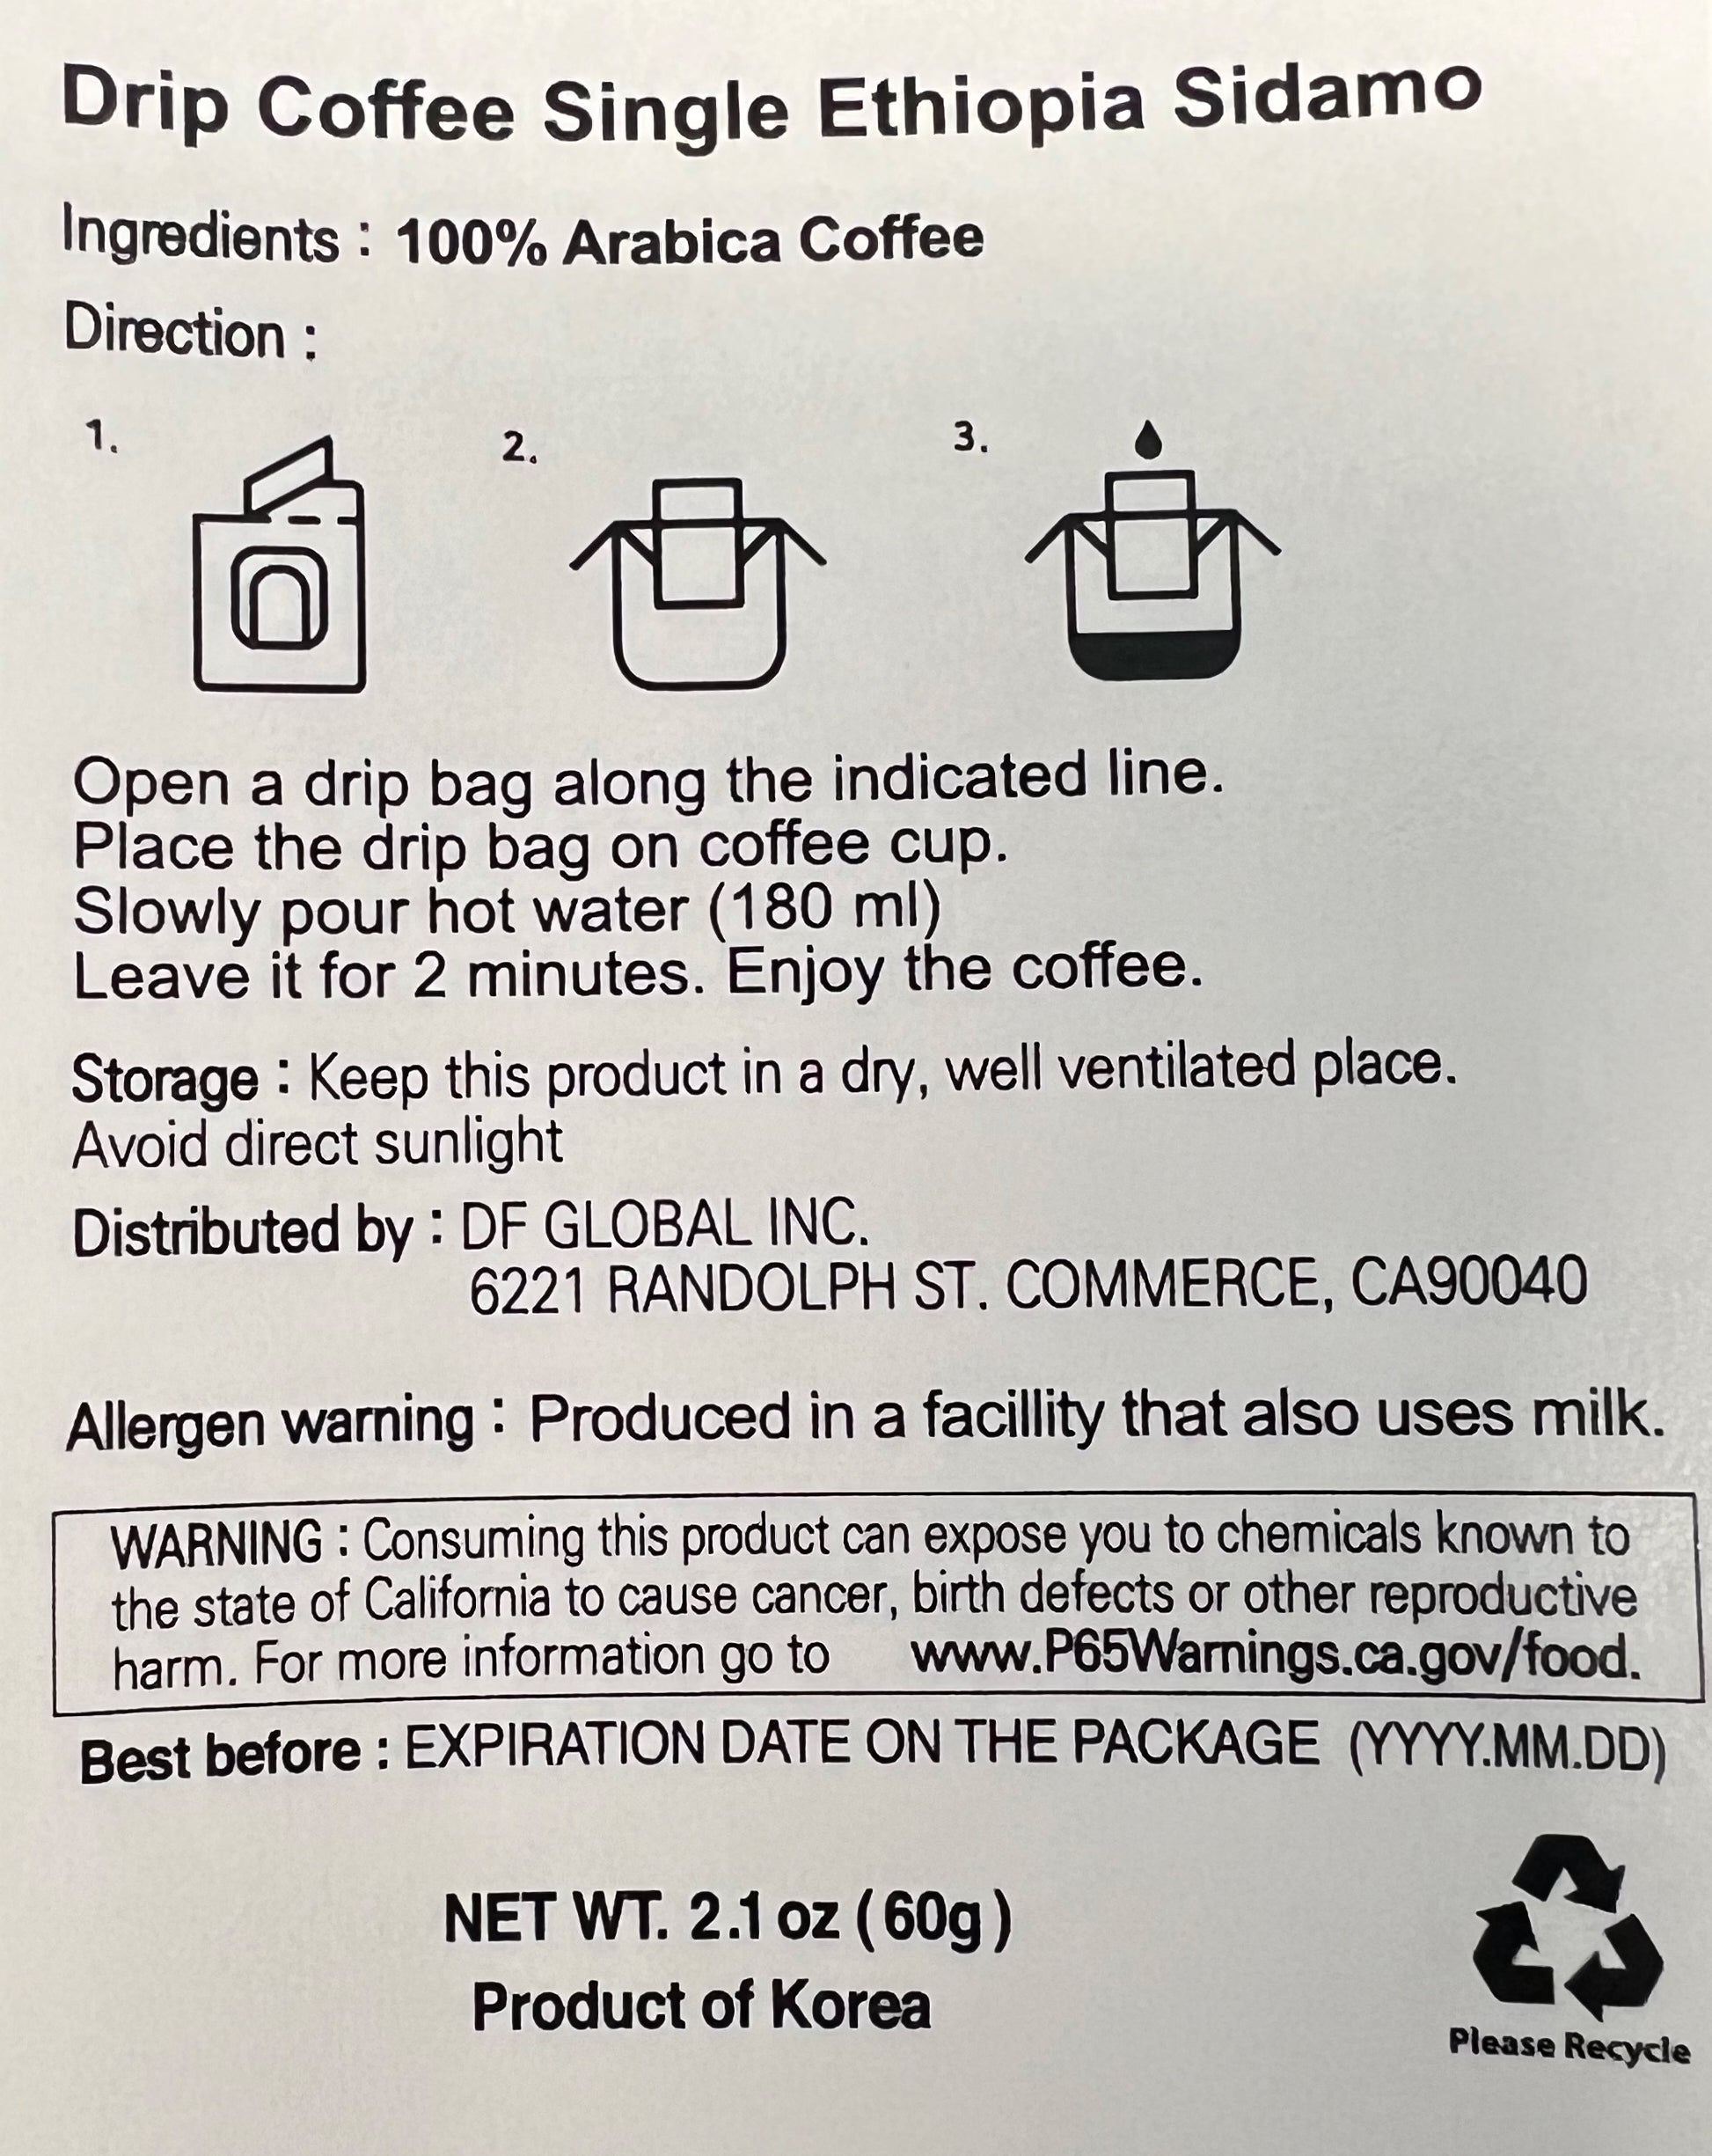 Drip Coffee Single Ethiopia Sidamo
Ingredients : 100% Arabica Coffee
Direction :
1.
2.
3.
Open a drip bag along the indicated line.
Place the drip bag on coffee cup.
Slowly pour hot water (180 ml)
Leave it for 2 minutes. Enjoy the coffee.
Storage : Keep this product in a dry, well ventilated place.
Avoid direct sunlight
Distributed by : DF GLOBAL INC.
6221 RANDOLPH ST. COMMERCE, CA90040
Allergen warning : Produced in a facillity that also uses milk.
WARNING : Consuming this product can expose you to chemicals known to
the state of California to cause cancer, birth defects or other reproductive
harm. For more information go to www.P65Warnings.ca.gov/food.
Best before : EXPIRATION DATE ON THE PACKAGE (YYYY.MM.DD)
NET WT. 2.1 oz (60g)
Product of Korea
Please Recycle